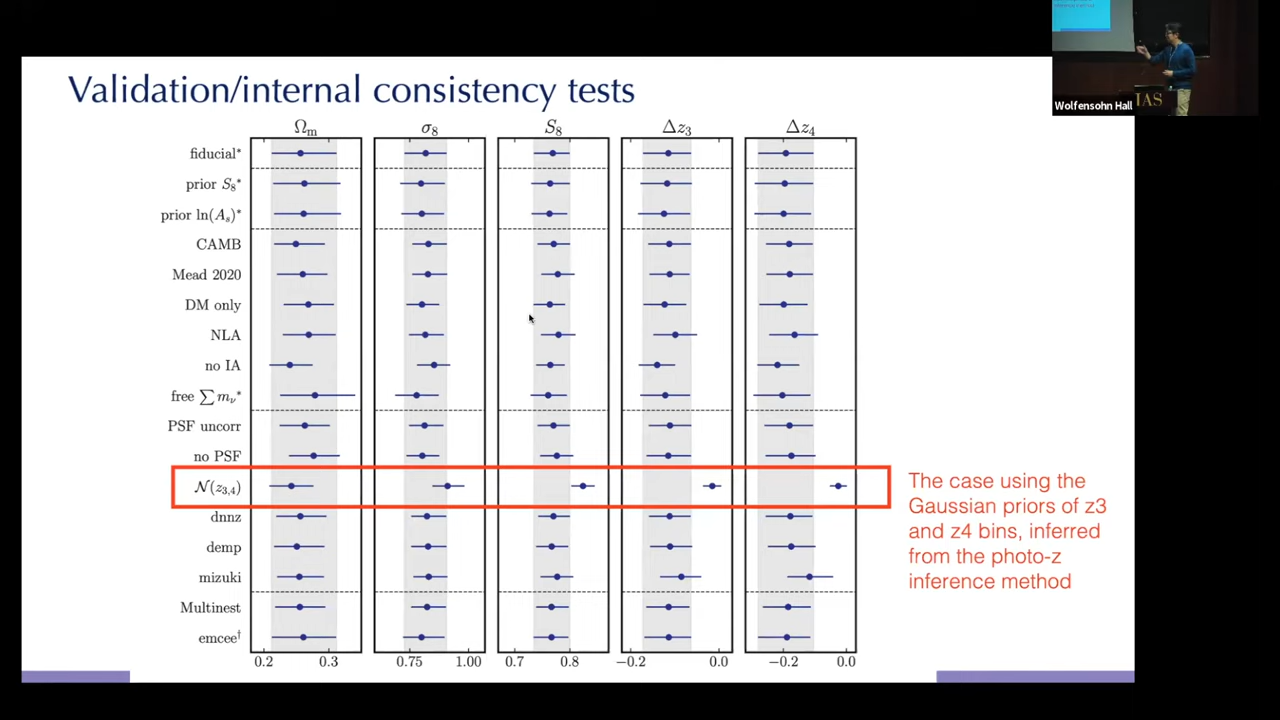 Wolfensohn Hall
IAS
Validation/internal consistency tests
Ωm σ8 S8 Δz3 Δz4
fiducial*
prior S8*
prior ln(As)*
CAMB
Mead 2020
DM only
NLA
no IA
free ∑mν*
PSF uncorr
no PSF
𝒩(z3,4)
dnnz
demp
mizuki
Multinest
emcee†
0.2 0.3 0.75 1.00 0.7 0.8 −0.2 0.0 −0.2 0.0
The case using the
Gaussian priors of z3
and z4 bins, inferred
from the photo-z
inference method